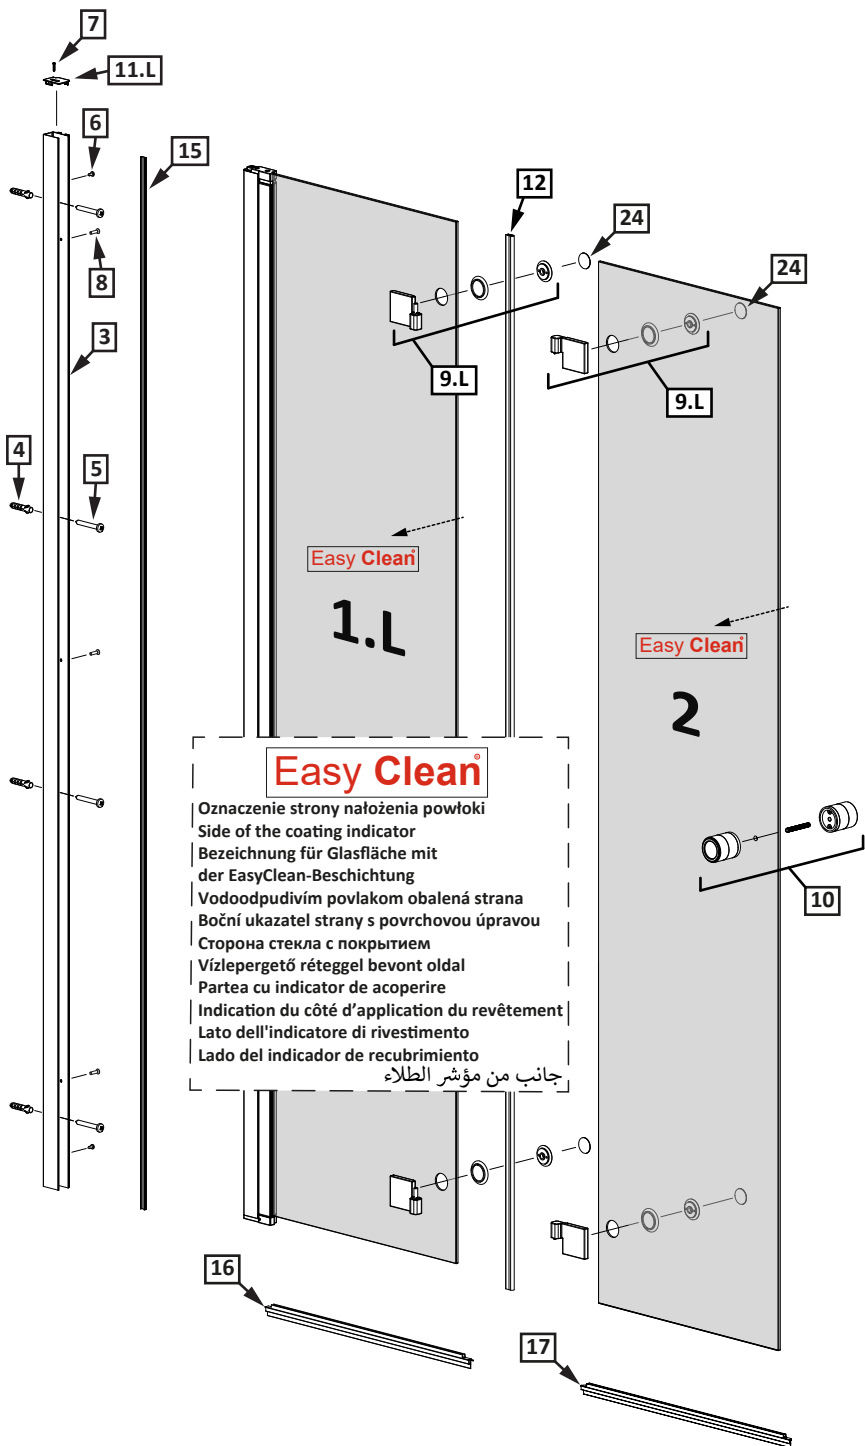 7
11.L
6
15
12
24
24
8
3
9.L
9.L
4
5
Easy Clean®
1.L
Easy Clean®
2
Easy Clean®
Oznaczenie strony nałożenia powłoki
Side of the coating indicator
Bezeichnung für Glasfläche mit
der EasyClean-Beschichtung
Vodoodpudivím povlakom obalená strana
Boční ukazatel strany s povrchovou úpravou
Сторона стекла с покрытием
Vízlepergető réteggel bevont oldal
Partea cu indicator de acoperire
Indication du côté d’application du revêtement
Lato dell'indicatore di rivestimento
Lado del indicador de recubrimiento
جانب من مؤشر الطلاء
10
16
17